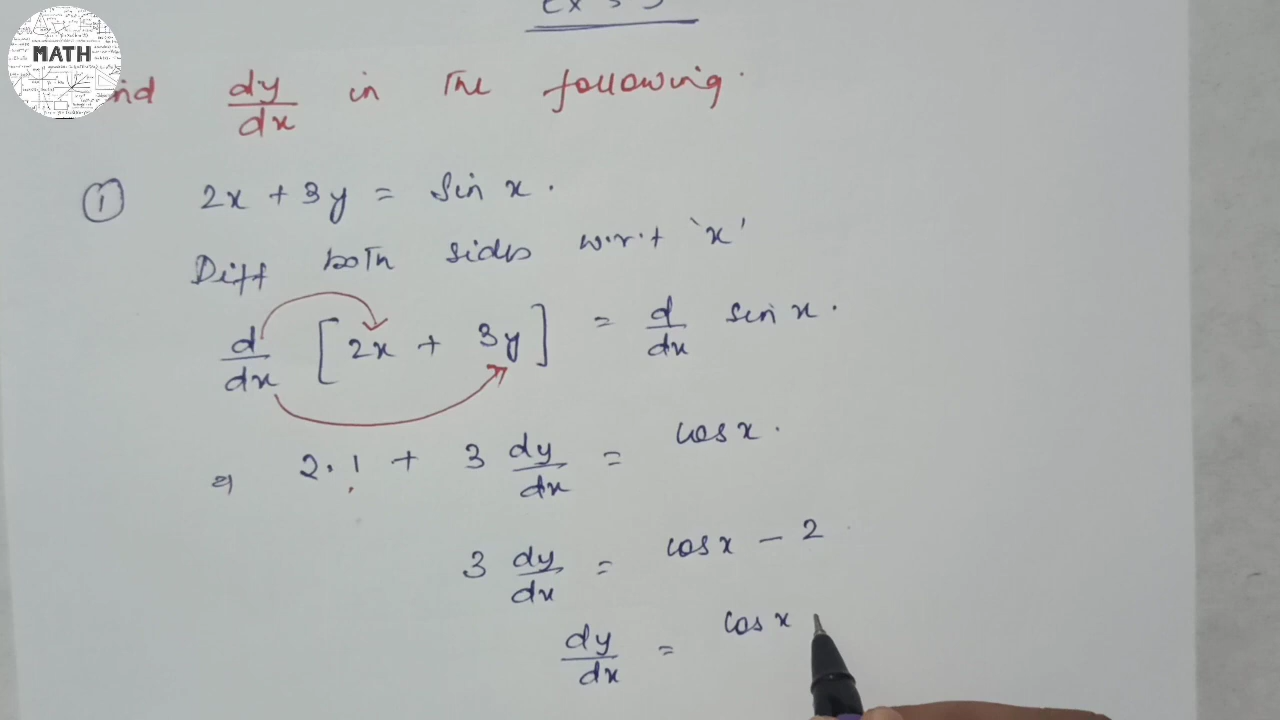 MATH
dy/dx in the following.
① 2x + 3y = sin x.
Diff both sides w.r.t 'x'
d/dx [2x + 3y] = d/dx sin x.
⇒ 2.1 + 3 dy/dx = cos x.
3 dy/dx = cos x - 2
dy/dx = cos x